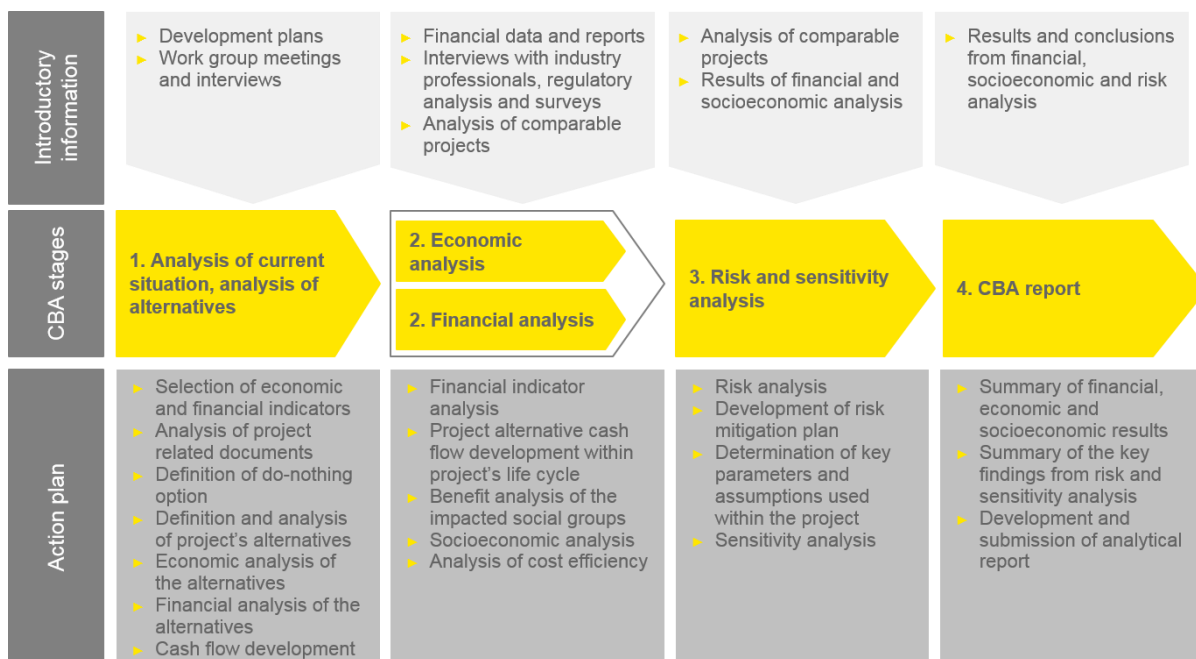 Introductory
information
Development plans
Work group meetings
and interviews
Financial data and reports
Interviews with industry
professionals, regulatory
analysis and surveys
Analysis of comparable
projects
Analysis of comparable
projects
Results of financial and
socioeconomic analysis
Results and conclusions
from financial,
socioeconomic and risk
analysis
CBA stages
1. Analysis of current
situation, analysis of
alternatives
2. Economic
analysis
2. Financial analysis
3. Risk and sensitivity
analysis
4. CBA report
Action plan
Selection of economic
and financial indicators
Analysis of project
related documents
Definition of do-nothing
option
Definition and analysis
of project's alternatives
Economic analysis of
the alternatives
Financial analysis of the
alternatives
Cash flow development
Financial indicator
analysis
Project alternative cash
flow development within
project's life cycle
Benefit analysis of the
impacted social groups
Socioeconomic analysis
Analysis of cost efficiency
Risk analysis
Development of risk
mitigation plan
Determination of key
parameters and
assumptions used
within the project
Sensitivity analysis
Summary of financial,
economic and
socioeconomic results
Summary of the key
findings from risk and
sensitivity analysis
Development and
submission of analytical
report